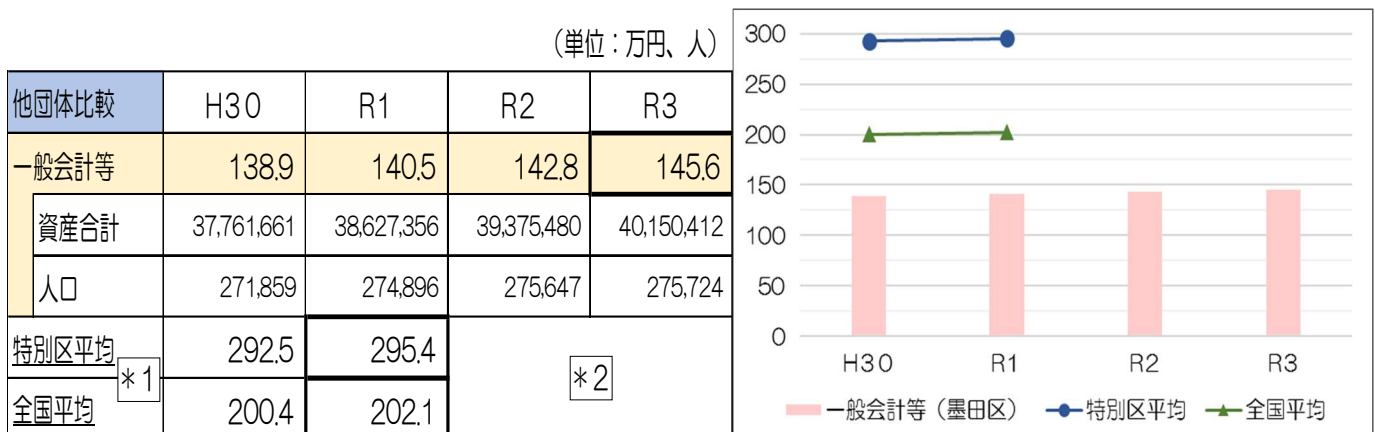 （単位：万円、人）
他団体比較 H30 R1 R2 R3
一般会計等 138.9 140.5 142.8 145.6
資産合計 37,761,661 38,627,356 39,375,480 40,150,412
人口 271,859 274,896 275,647 275,724
特別区平均 292.5 295.4
*1 *2
全国平均 200.4 202.1
300
250
200
150
100
50
0
H30 R1 R2 R3
一般会計等（墨田区） 特別区平均 全国平均